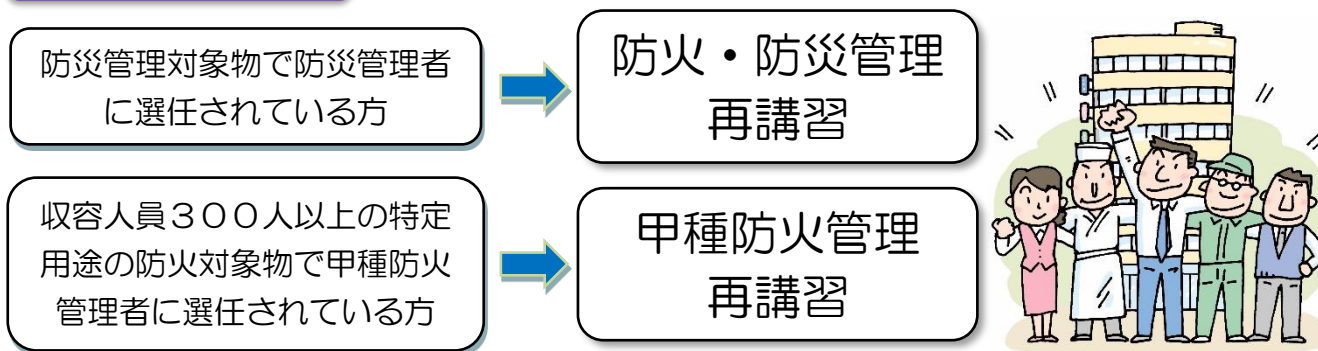 防災管理対象物で防災管理者
に選任されている方
防火・防災管理
再講習
収容人員３００人以上の特定
用途の防火対象物で甲種防火
管理者に選任されている方
甲種防火管理
再講習